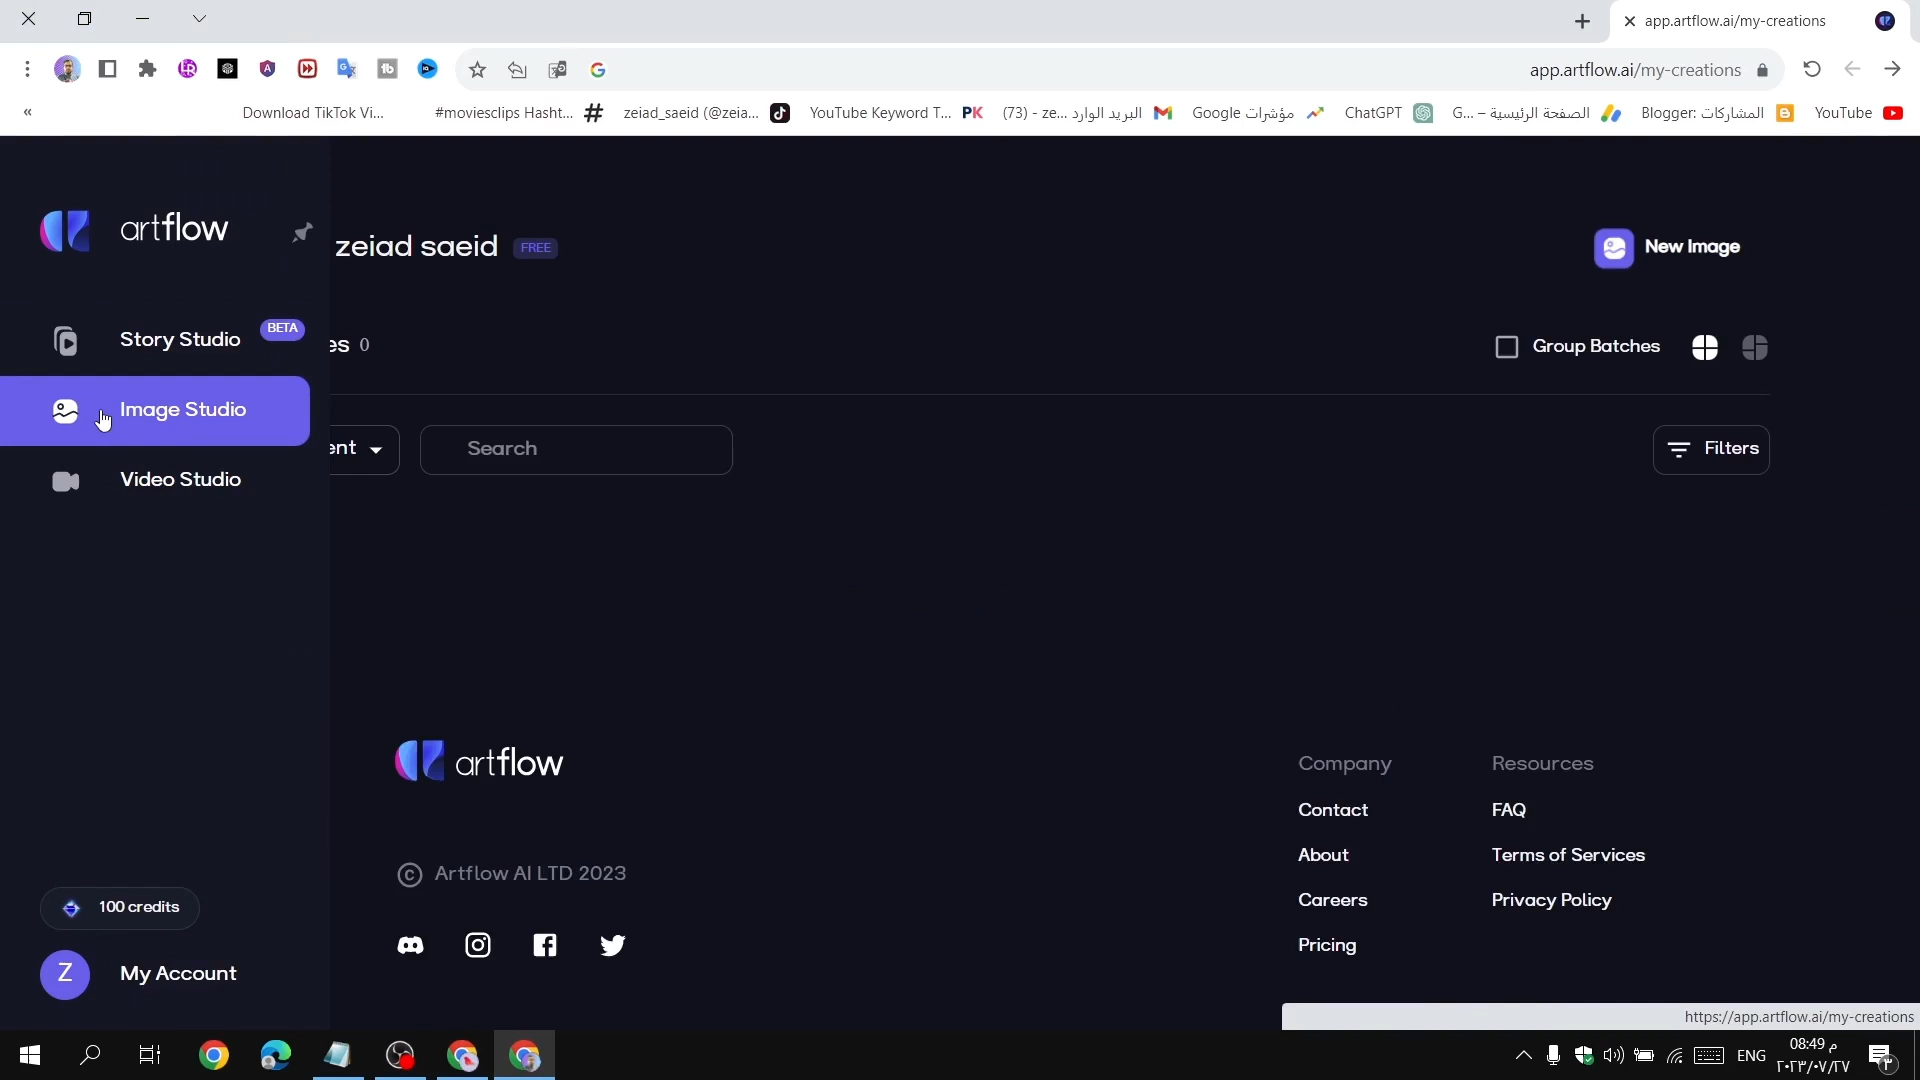 app.artflow.ai/my-creations
app.artflow.ai/my-creations
Download TikTok Vi...
#moviesclips Hasht...
zeiad_saeid (@zeia...
YouTube Keyword T...
البريد الوارد (73) - ze...
مؤشرات Google
ChatGPT
الصفحة الرئيسية – G...
Blogger: المشاركات
YouTube
artflow
zeiad saeid FREE
New Image
Story Studio BETA
es 0
Group Batches
Image Studio
ent
Search
Filters
Video Studio
artflow
Company
Resources
Contact
FAQ
© Artflow AI LTD 2023
About
Terms of Services
Careers
Privacy Policy
100 credits
Pricing
Z
My Account
https://app.artflow.ai/my-creations
ENG
08:49 م
٢٠٢٣/٠٧/٢٧
٣